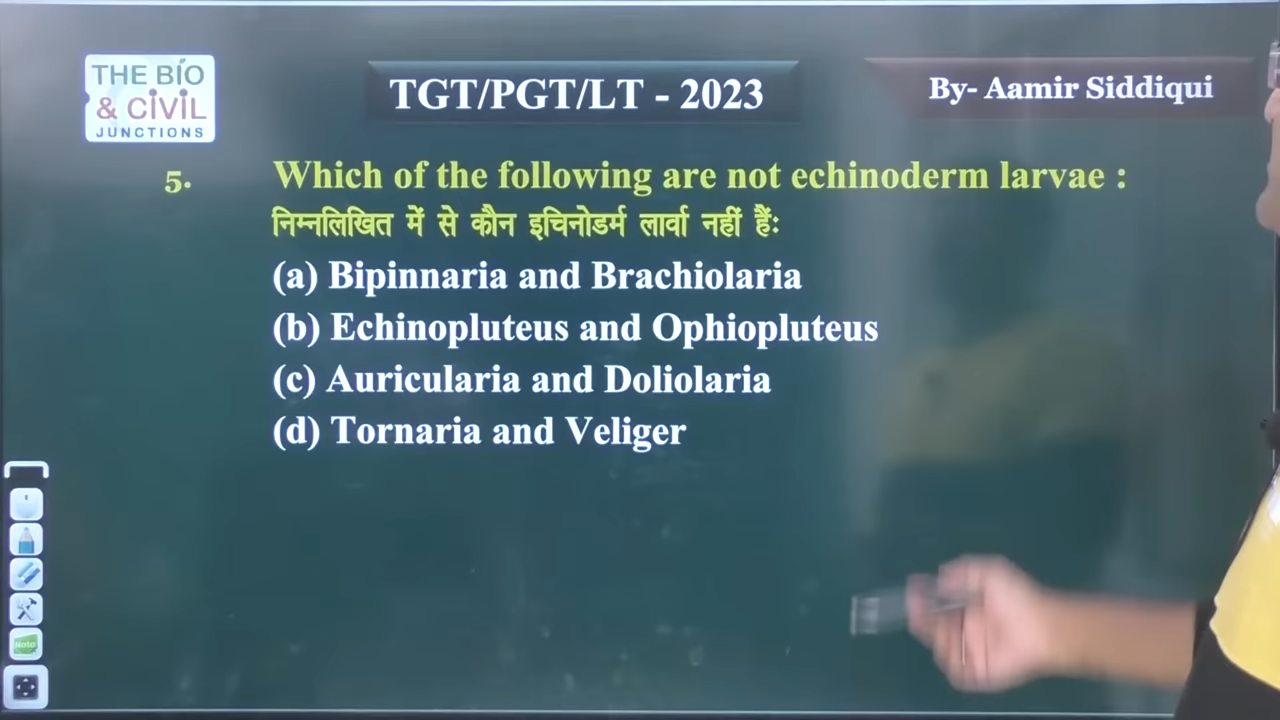 THE BIO
& CIVIL
JUNCTIONS
TGT/PGT/LT - 2023
By- Aamir Siddiqui
5. Which of the following are not echinoderm larvae :
निम्नलिखित में से कौन इचिनोडर्म लार्वा नहीं हैंः
(a) Bipinnaria and Brachiolaria
(b) Echinopluteus and Ophiopluteus
(c) Auricularia and Doliolaria
(d) Tornaria and Veliger
Note